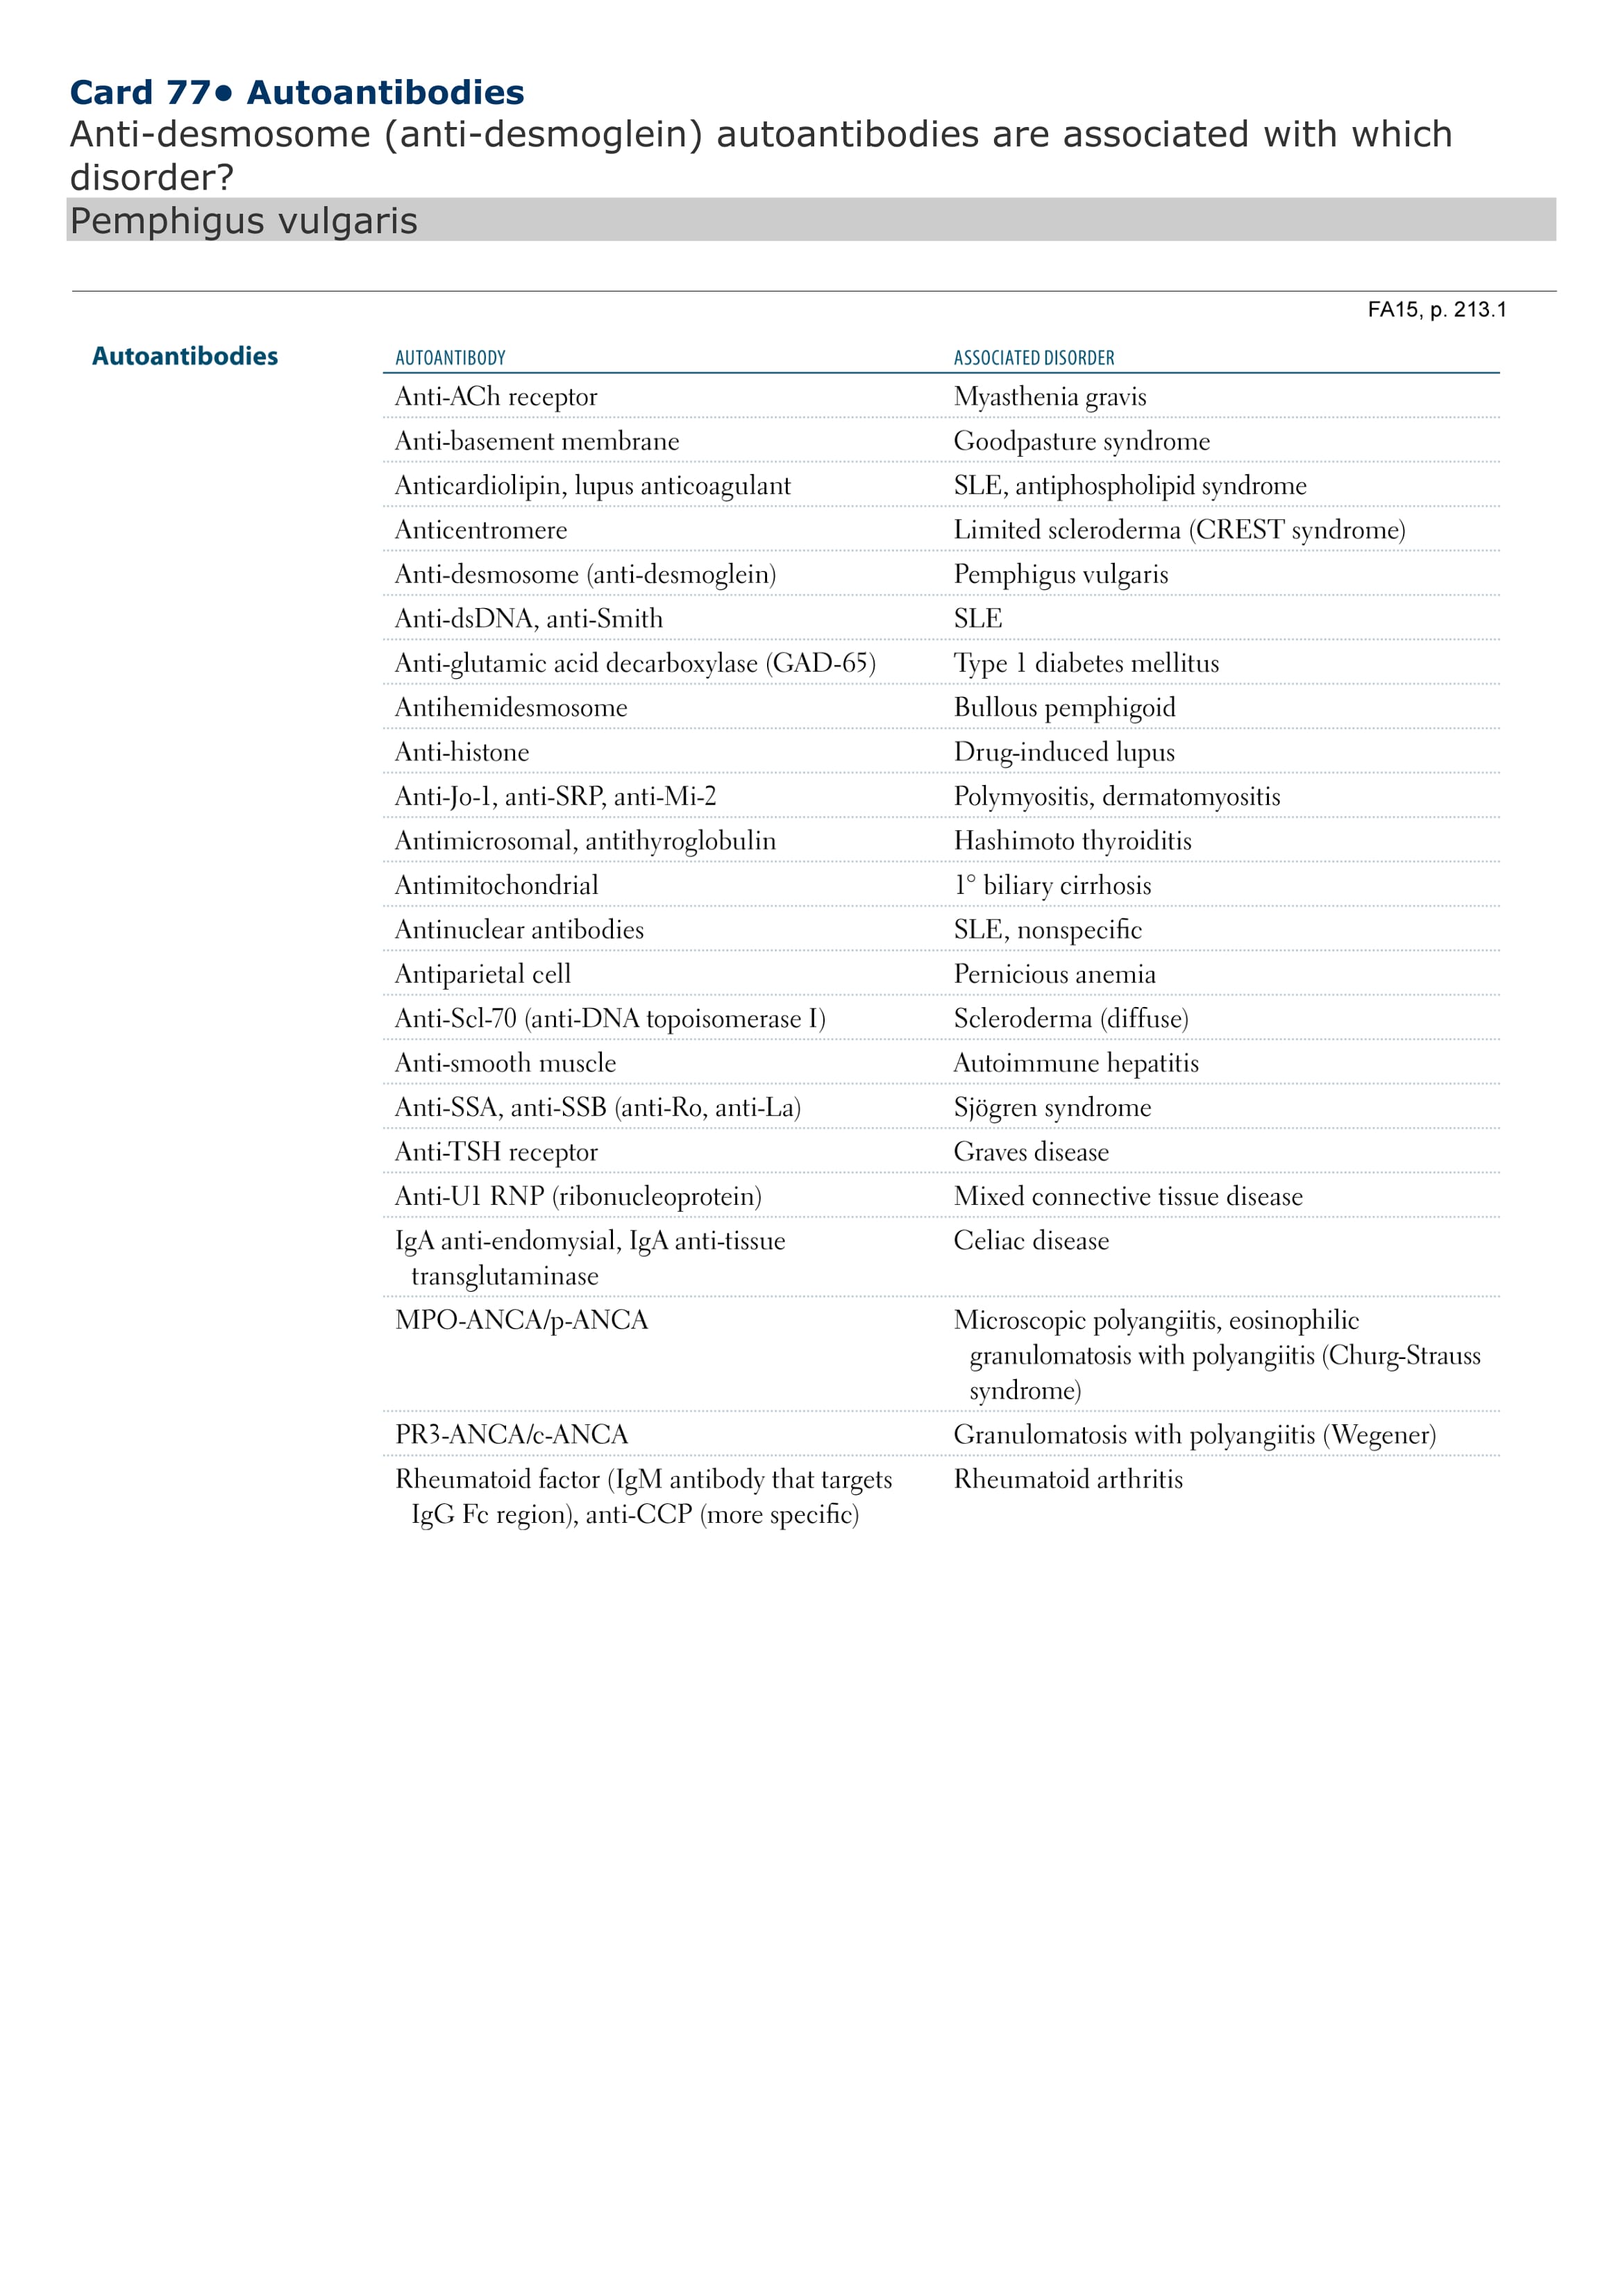 Card 77● Autoantibodies
Anti-desmosome (anti-desmoglein) autoantibodies are associated with which
disorder?
Pemphigus vulgaris
FA15, p. 213.1
Autoantibodies AUTOANTIBODY ASSOCIATED DISORDER
Anti-ACh receptor Myasthenia gravis
Anti-basement membrane Goodpasture syndrome
Anticardiolipin, lupus anticoagulant SLE, antiphospholipid syndrome
Anticentromere Limited scleroderma (CREST syndrome)
Anti-desmosome (anti-desmoglein) Pemphigus vulgaris
Anti-dsDNA, anti-Smith SLE
Anti-glutamic acid decarboxylase (GAD-65) Type 1 diabetes mellitus
Antihemidesmosome Bullous pemphigoid
Anti-histone Drug-induced lupus
Anti-Jo-1, anti-SRP, anti-Mi-2 Polymyositis, dermatomyositis
Antimicrosomal, antithyroglobulin Hashimoto thyroiditis
Antimitochondrial 1° biliary cirrhosis
Antinuclear antibodies SLE, nonspecific
Antiparietal cell Pernicious anemia
Anti-Scl-70 (anti-DNA topoisomerase I) Scleroderma (diffuse)
Anti-smooth muscle Autoimmune hepatitis
Anti-SSA, anti-SSB (anti-Ro, anti-La) Sjögren syndrome
Anti-TSH receptor Graves disease
Anti-U1 RNP (ribonucleoprotein) Mixed connective tissue disease
IgA anti-endomysial, IgA anti-tissue Celiac disease
transglutaminase
MPO-ANCA/p-ANCA Microscopic polyangiitis, eosinophilic
granulomatosis with polyangiitis (Churg-Strauss
syndrome)
PR3-ANCA/c-ANCA Granulomatosis with polyangiitis (Wegener)
Rheumatoid factor (IgM antibody that targets Rheumatoid arthritis
IgG Fc region), anti-CCP (more specific)